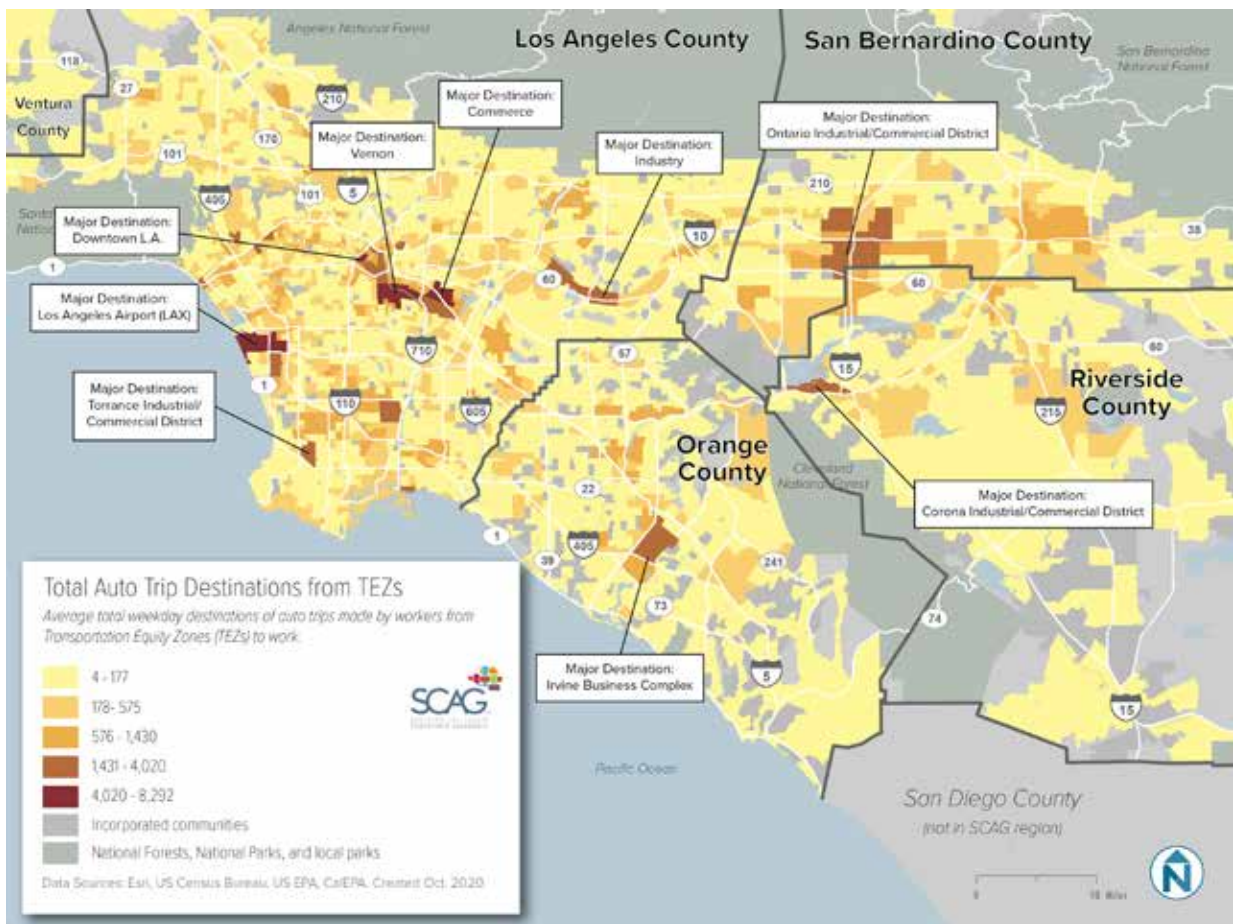 Angeles National Forest
Los Angeles County
San Bernardino County
San Bernardino
National Forest
118
27
210
Ventura
County
Major Destination:
Commerce
Major Destination:
Vernon
Major Destination:
Industry
Major Destination:
Ontario Industrial/Commercial District
170
101
5
101
405
210
10
38
Major Destination:
Downtown L.A.
1
60
60
Major Destination:
Los Angeles Airport (LAX)
710
1
57
15
60
Riverside
County
Major Destination:
Torrance Industrial/
Commercial District
110
605
215
Orange
County
Cleveland
National Forest
22
Major Destination:
Corona Industrial/Commercial District
1
405
39
241
73
74
Major Destination:
Irvine Business Complex
5
15
Pacific Ocean
San Diego County
(not in SCAG region)
Total Auto Trip Destinations from TEZs
Average total weekday destinations of auto trips made by workers from
Transportation Equity Zones (TEZs) to work.
4 - 177
178- 575
576 - 1,430
1,431 - 4,020
4,020 - 8,292
Incorporated communities
National Forests, National Parks, and local parks
SCAG
Data Sources: Esri, US Census Bureau, US EPA, CalEPA. Created Oct. 2020
0
N